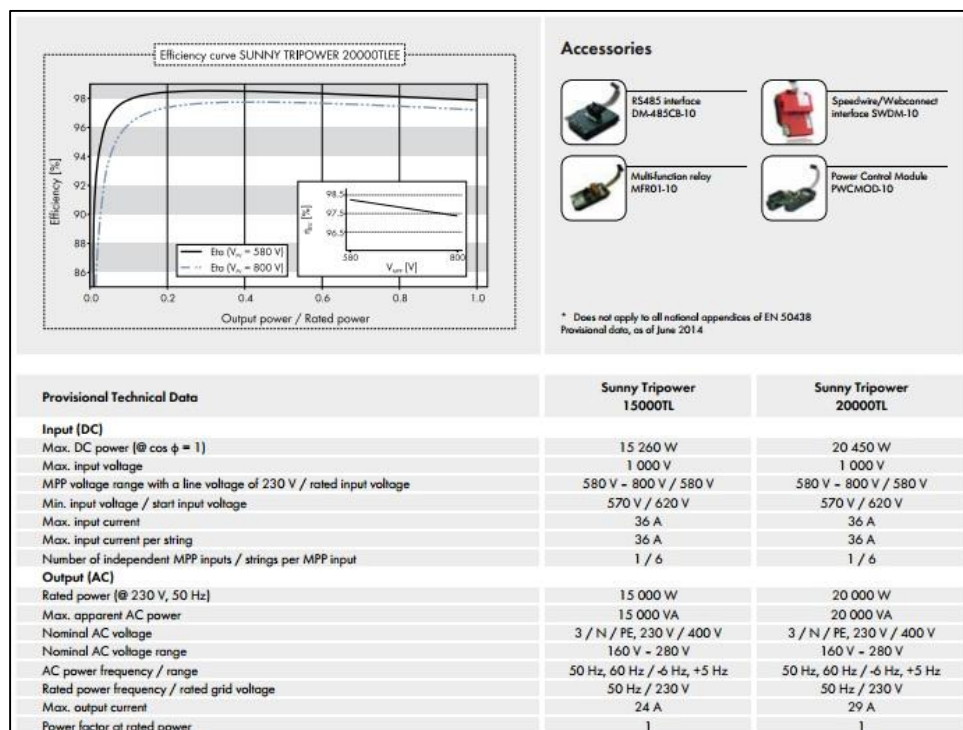 Efficiency curve SUNNY TRIPOWER 20000TLEE
98
96
94
92
90
88
86
Efficiency [%]
0.0 0.2 0.4 0.6 0.8 1.0
Output power / Rated power
Eta (V = 580 V)
Eta (V = 800 V)
98.5
97.5
96.5
[%]
580 800
[V]
Accessories
RS485 interface
DM-485CB-10
Speedwire/Webconnect
interface SWDM-10
Multi-function relay
MFR01-10
Power Control Module
PWCMOD-10
* Does not apply to all national appendices of EN 50438
Provisional data, as of June 2014
Provisional Technical Data Sunny Tripower 15000TL Sunny Tripower 20000TL
Input (DC)
Max. DC power (@ cos ϕ = 1) 15 260 W 20 450 W
Max. input voltage 1 000 V 1 000 V
MPP voltage range with a line voltage of 230 V / rated input voltage 580 V – 800 V / 580 V 580 V – 800 V / 580 V
Min. input voltage / start input voltage 570 V / 620 V 570 V / 620 V
Max. input current 36 A 36 A
Max. input current per string 36 A 36 A
Number of independent MPP inputs / strings per MPP input 1 / 6 1 / 6
Output (AC)
Rated power (@ 230 V, 50 Hz) 15 000 W 20 000 W
Max. apparent AC power 15 000 VA 20 000 VA
Nominal AC voltage 3 / N / PE, 230 V / 400 V 3 / N / PE, 230 V / 400 V
Nominal AC voltage range 160 V – 280 V 160 V – 280 V
AC power frequency / range 50 Hz, 60 Hz / -6 Hz, +5 Hz 50 Hz, 60 Hz / -6 Hz, +5 Hz
Rated power frequency / rated grid voltage 50 Hz / 230 V 50 Hz / 230 V
Max. output current 24 A 29 A
Power factor at rated power 1 1